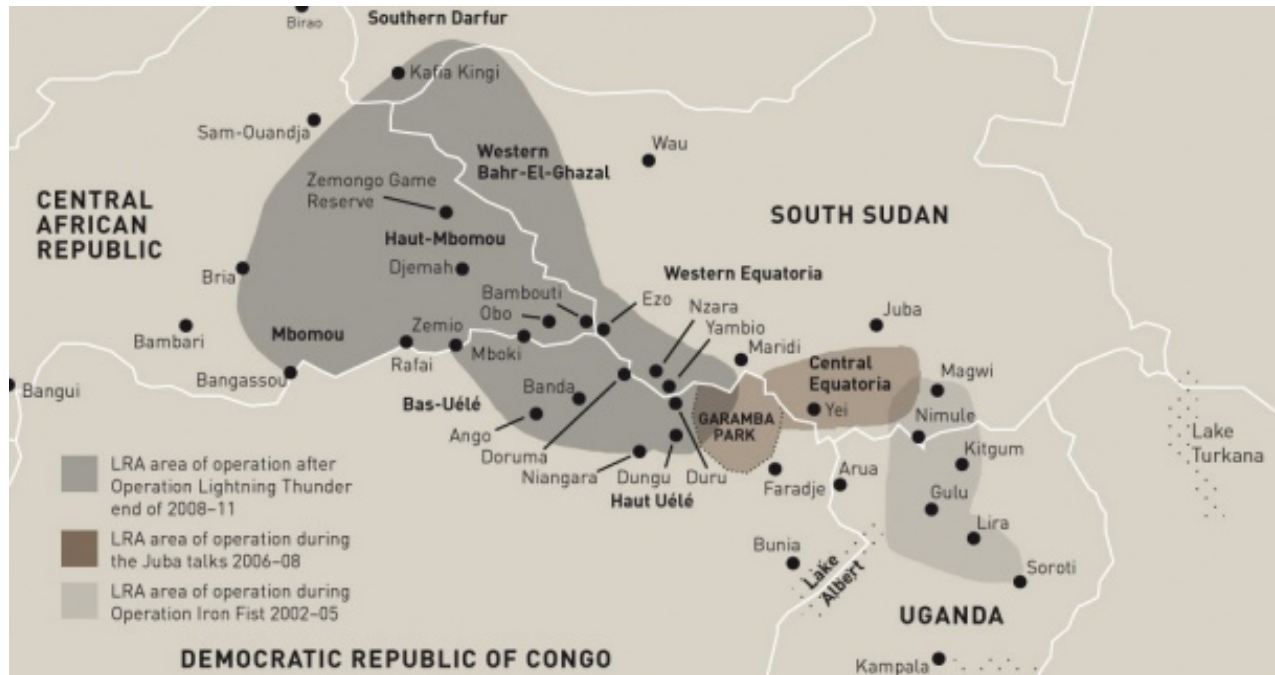 Birao
Southern Darfur
Kafia Kingi
Sam-Ouandja
Wau
Western
Bahr-El-Ghazal
Zemongo Game
Reserve
CENTRAL
AFRICAN
REPUBLIC
SOUTH SUDAN
Haut-Mbomou
Djemah
Bria
Western Equatoria
Bambouti
Ezo
Obo
Nzara
Yambio
Juba
Bambari
Mbomou
Zemio
Mboki
Maridi
Rafai
Central
Equatoria
Magwi
Bangassou
Bangui
Banda
Bas-Uélé
Yei
Nimule
GARAMBA
PARK
Ango
Doruma
Niangara
Dungu
Duru
Haut Uélé
Faradje
Arua
Kitgum
Lake
Turkana
Gulu
Lira
Bunia
Lake
Albert
Soroti
UGANDA
Kampala
LRA area of operation after
Operation Lightning Thunder
end of 2008–11
LRA area of operation during
the Juba talks 2006–08
LRA area of operation during
Operation Iron Fist 2002–05
DEMOCRATIC REPUBLIC OF CONGO